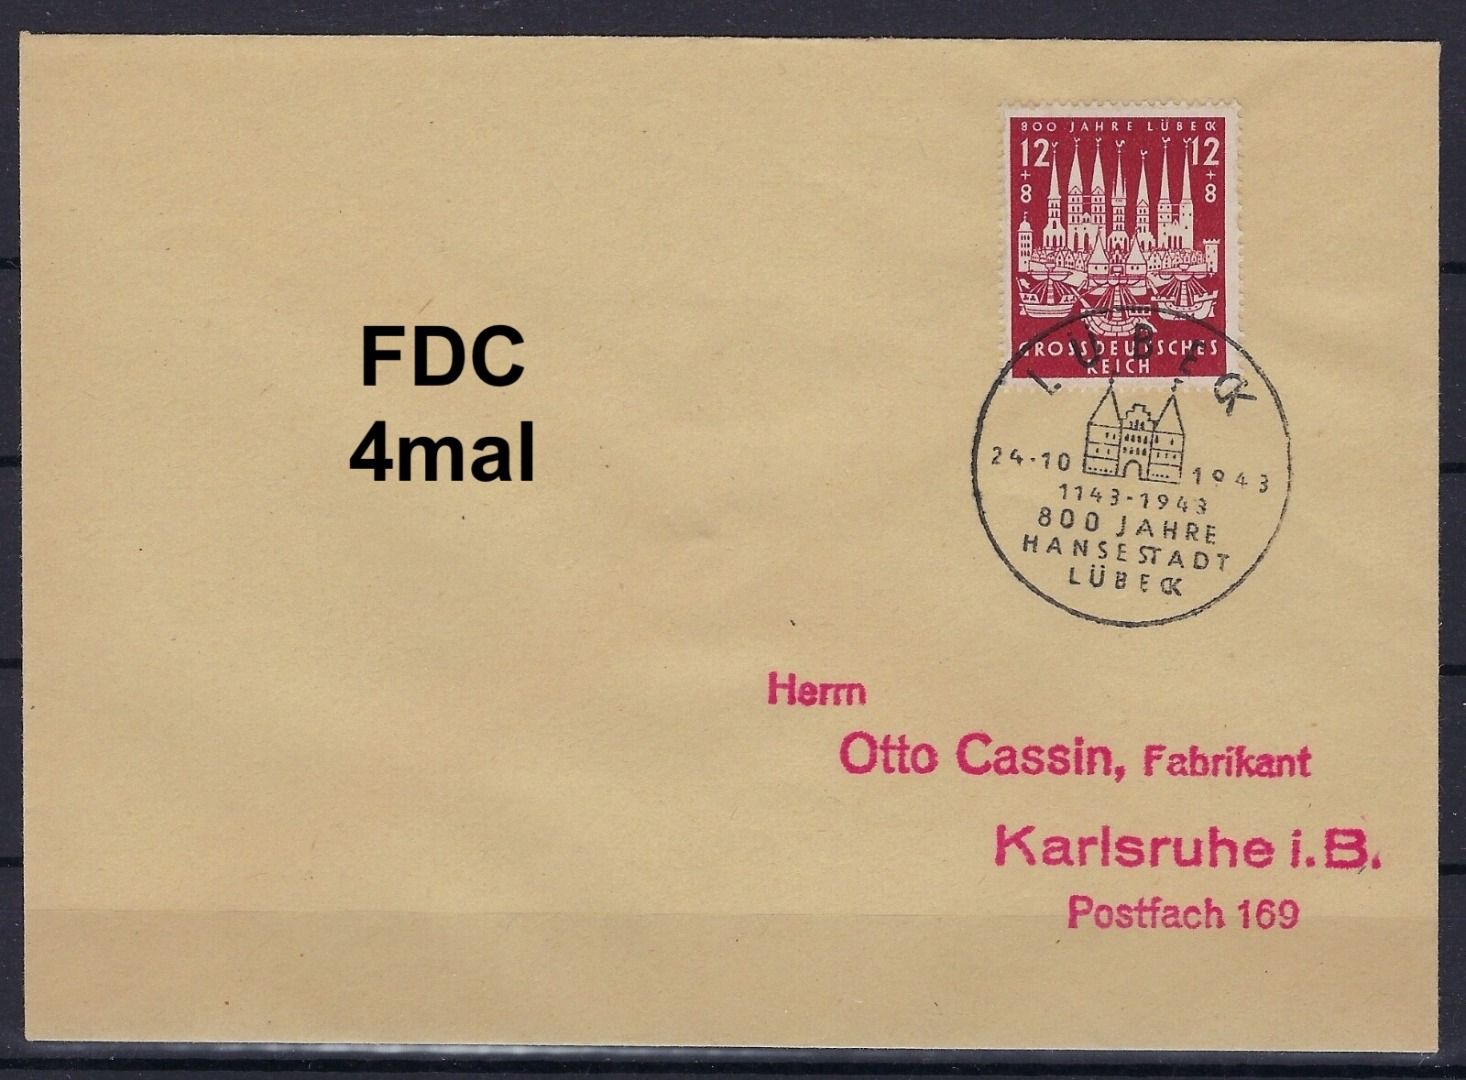 800 JAHRE LÜBECK
12 12
+ +
8 8
GROSSDEUTSCHES
REICH
LÜBECK
24-10 1943
1143-1943
800 JAHRE
HANSESTADT
LÜBECK
FDC
4mal
Herrn
Otto Cassin, Fabrikant
Karlsruhe i.B.
Postfach 169